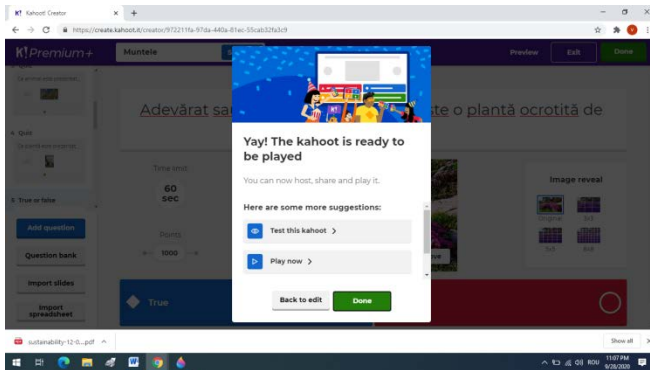 Kahoot! Creator
https://create.kahoot.it/creator/972211fa-97da-440a-81ec-55cab32fa3c9
K! Premium+
Muntele
Preview
Exit
Done
Adevărat
o plantă ocrotită de
4 Quiz
5 True or false
Add question
Question bank
Import slides
Import spreadsheet
Time limit
60
sec
Points
1000
Yay! The kahoot is ready to
be played
You can now host, share and play it.
Here are some more suggestions:
Test this kahoot >
Play now >
Back to edit
Done
Image reveal
Original
3x3
5x5
8x8
True
sustainability-12-0....pdf
Show all
ROU
11:07 PM
9/28/2020